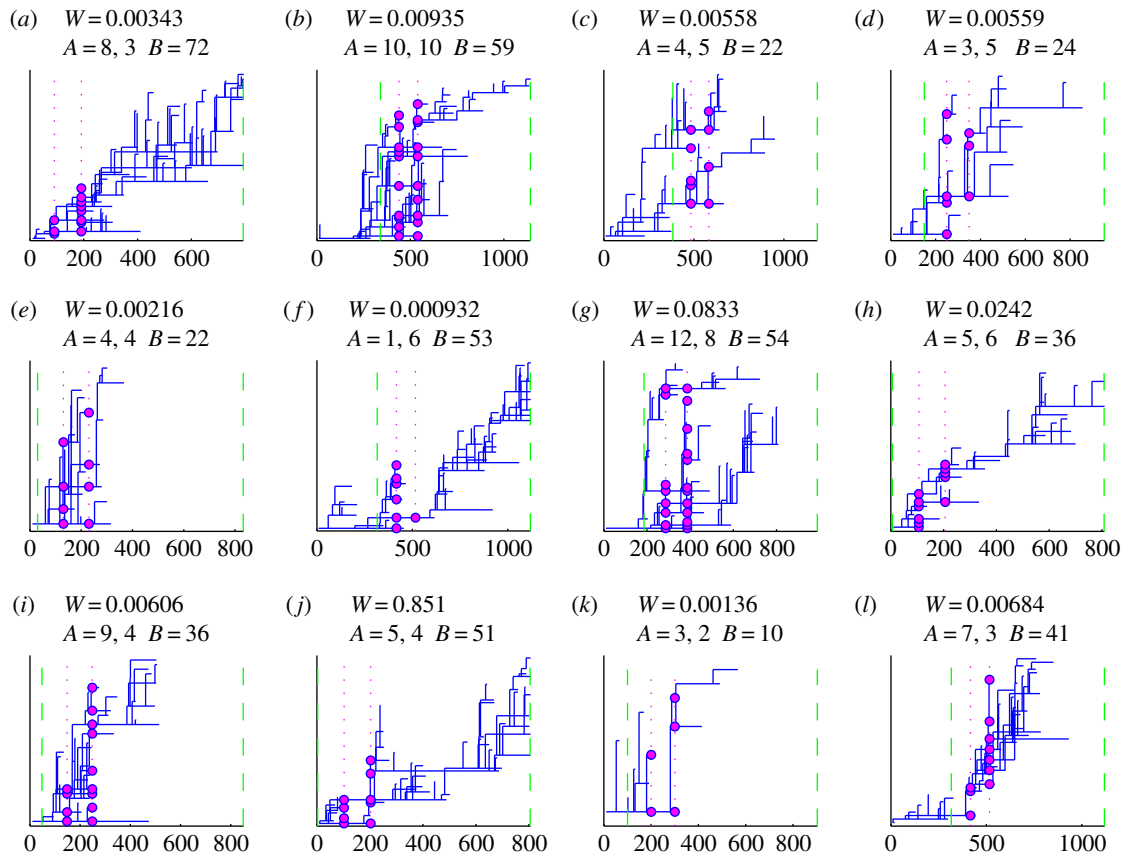 (a) W = 0.00343
A = 8, 3 B = 72
(b) W = 0.00935
A = 10, 10 B = 59
(c) W = 0.00558
A = 4, 5 B = 22
(d) W = 0.00559
A = 3, 5 B = 24
0 200 400 600
0 500 1000
0 500 1000
0 200 400 600 800
(e) W = 0.00216
A = 4, 4 B = 22
(f) W = 0.000932
A = 1, 6 B = 53
(g) W = 0.0833
A = 12, 8 B = 54
(h) W = 0.0242
A = 5, 6 B = 36
0 200 400 600 800
0 500 1000
0 200 400 600 800 1000
0 200 400 600 800
(i) W = 0.00606
A = 9, 4 B = 36
(j) W = 0.851
A = 5, 4 B = 51
(k) W = 0.00136
A = 3, 2 B = 10
(l) W = 0.00684
A = 7, 3 B = 41
0 200 400 600 800
0 200 400 600 800
0 200 400 600 800
0 500 1000